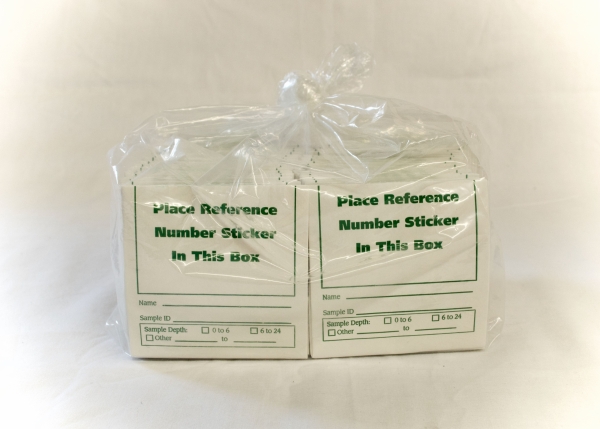 Place Reference
Number Sticker
In This Box
Name
Sample ID
Sample Depth: 0 to 6 6 to 24
Other to
Place Reference
Number Sticker
In This Box
Name
Sample ID
Sample Depth: 0 to 6 6 to 24
Other to